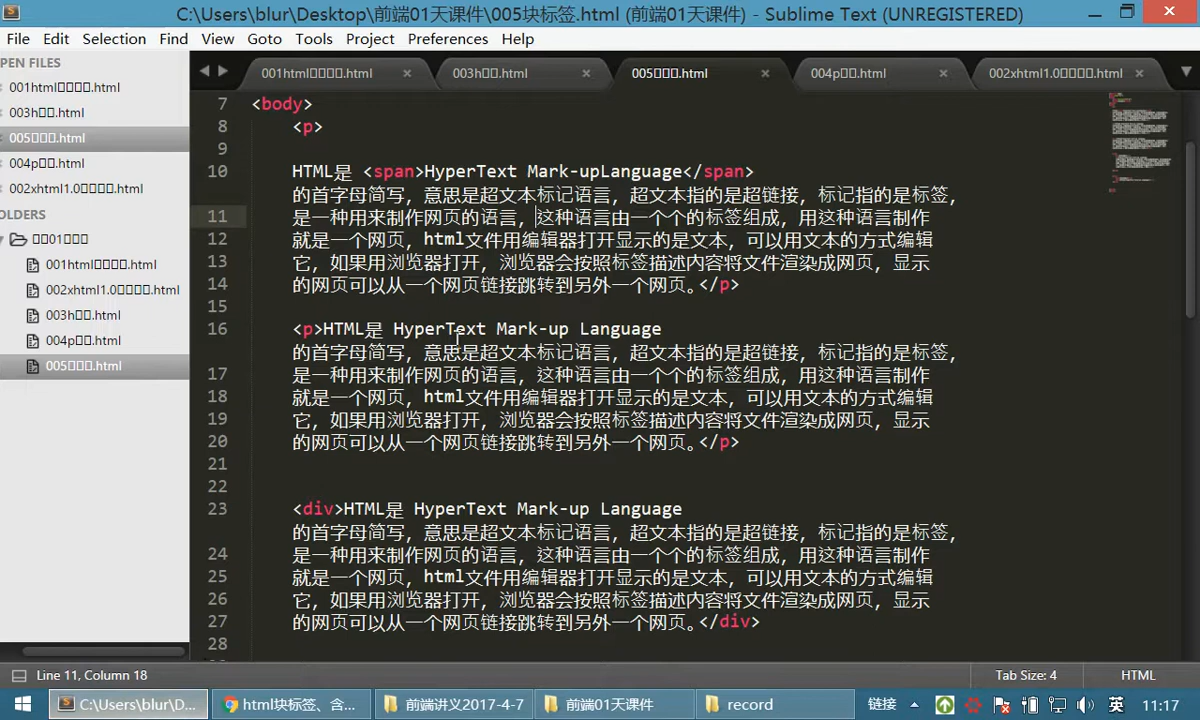 C:\Users\blur\Desktop\前端01天课件\005块标签.html (前端01天课件) - Sublime Text (UNREGISTERED)
File Edit Selection Find View Goto Tools Project Preferences Help
PEN FILES
001html□□□□.html
003h□□.html
005□□□.html
004p□□.html
002xhtml1.0□□□□.html
OLDERS
□□01□□□
001html□□□□.html
002xhtml1.0□□□□.html
003h□□.html
004p□□.html
005□□□.html
001html□□□□.html
003h□□.html
005□□□.html
004p□□.html
002xhtml1.0□□□□.html
7 <body>
8 <p>
9
10 HTML是 <span>HyperText Mark-upLanguage</span>
的首字母简写，意思是超文本标记语言，超文本指的是超链接，标记指的是标签，
11 是一种用来制作网页的语言，这种语言由一个个的标签组成，用这种语言制作
12 就是一个网页，html文件用编辑器打开显示的是文本，可以用文本的方式编辑
13 它，如果用浏览器打开，浏览器会按照标签描述内容将文件渲染成网页，显示
14 的网页可以从一个网页链接跳转到另外一个网页。</p>
15
16 <p>HTML是 HyperText Mark-up Language
的首字母简写，意思是超文本标记语言，超文本指的是超链接，标记指的是标签，
17 是一种用来制作网页的语言，这种语言由一个个的标签组成，用这种语言制作
18 就是一个网页，html文件用编辑器打开显示的是文本，可以用文本的方式编辑
19 它，如果用浏览器打开，浏览器会按照标签描述内容将文件渲染成网页，显示
20 的网页可以从一个网页链接跳转到另外一个网页。</p>
21
22
23 <div>HTML是 HyperText Mark-up Language
的首字母简写，意思是超文本标记语言，超文本指的是超链接，标记指的是标签，
24 是一种用来制作网页的语言，这种语言由一个个的标签组成，用这种语言制作
25 就是一个网页，html文件用编辑器打开显示的是文本，可以用文本的方式编辑
26 它，如果用浏览器打开，浏览器会按照标签描述内容将文件渲染成网页，显示
27 的网页可以从一个网页链接跳转到另外一个网页。</div>
28
Line 11, Column 18 Tab Size: 4 HTML
C:\Users\blur\D... html块标签、含... 前端讲义2017-4-7 前端01天课件 record 链接 英 11:17